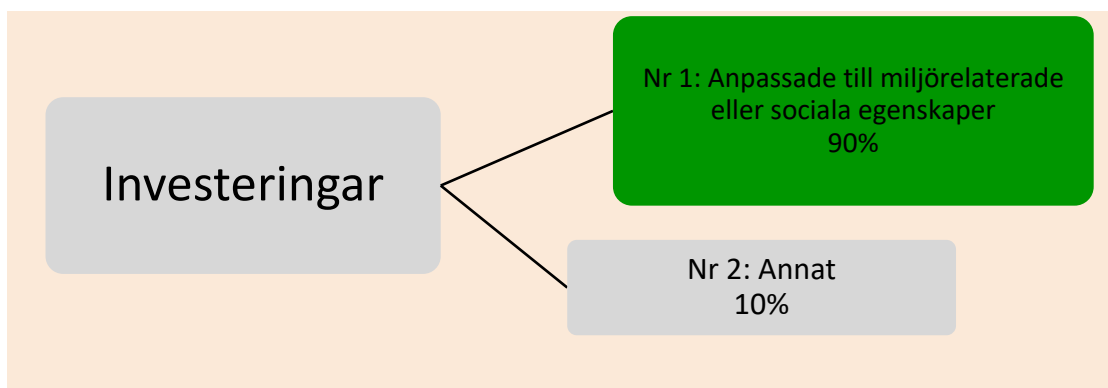 Investeringar
Nr 1: Anpassade till miljörelaterade
eller sociala egenskaper
90%
Nr 2: Annat
10%